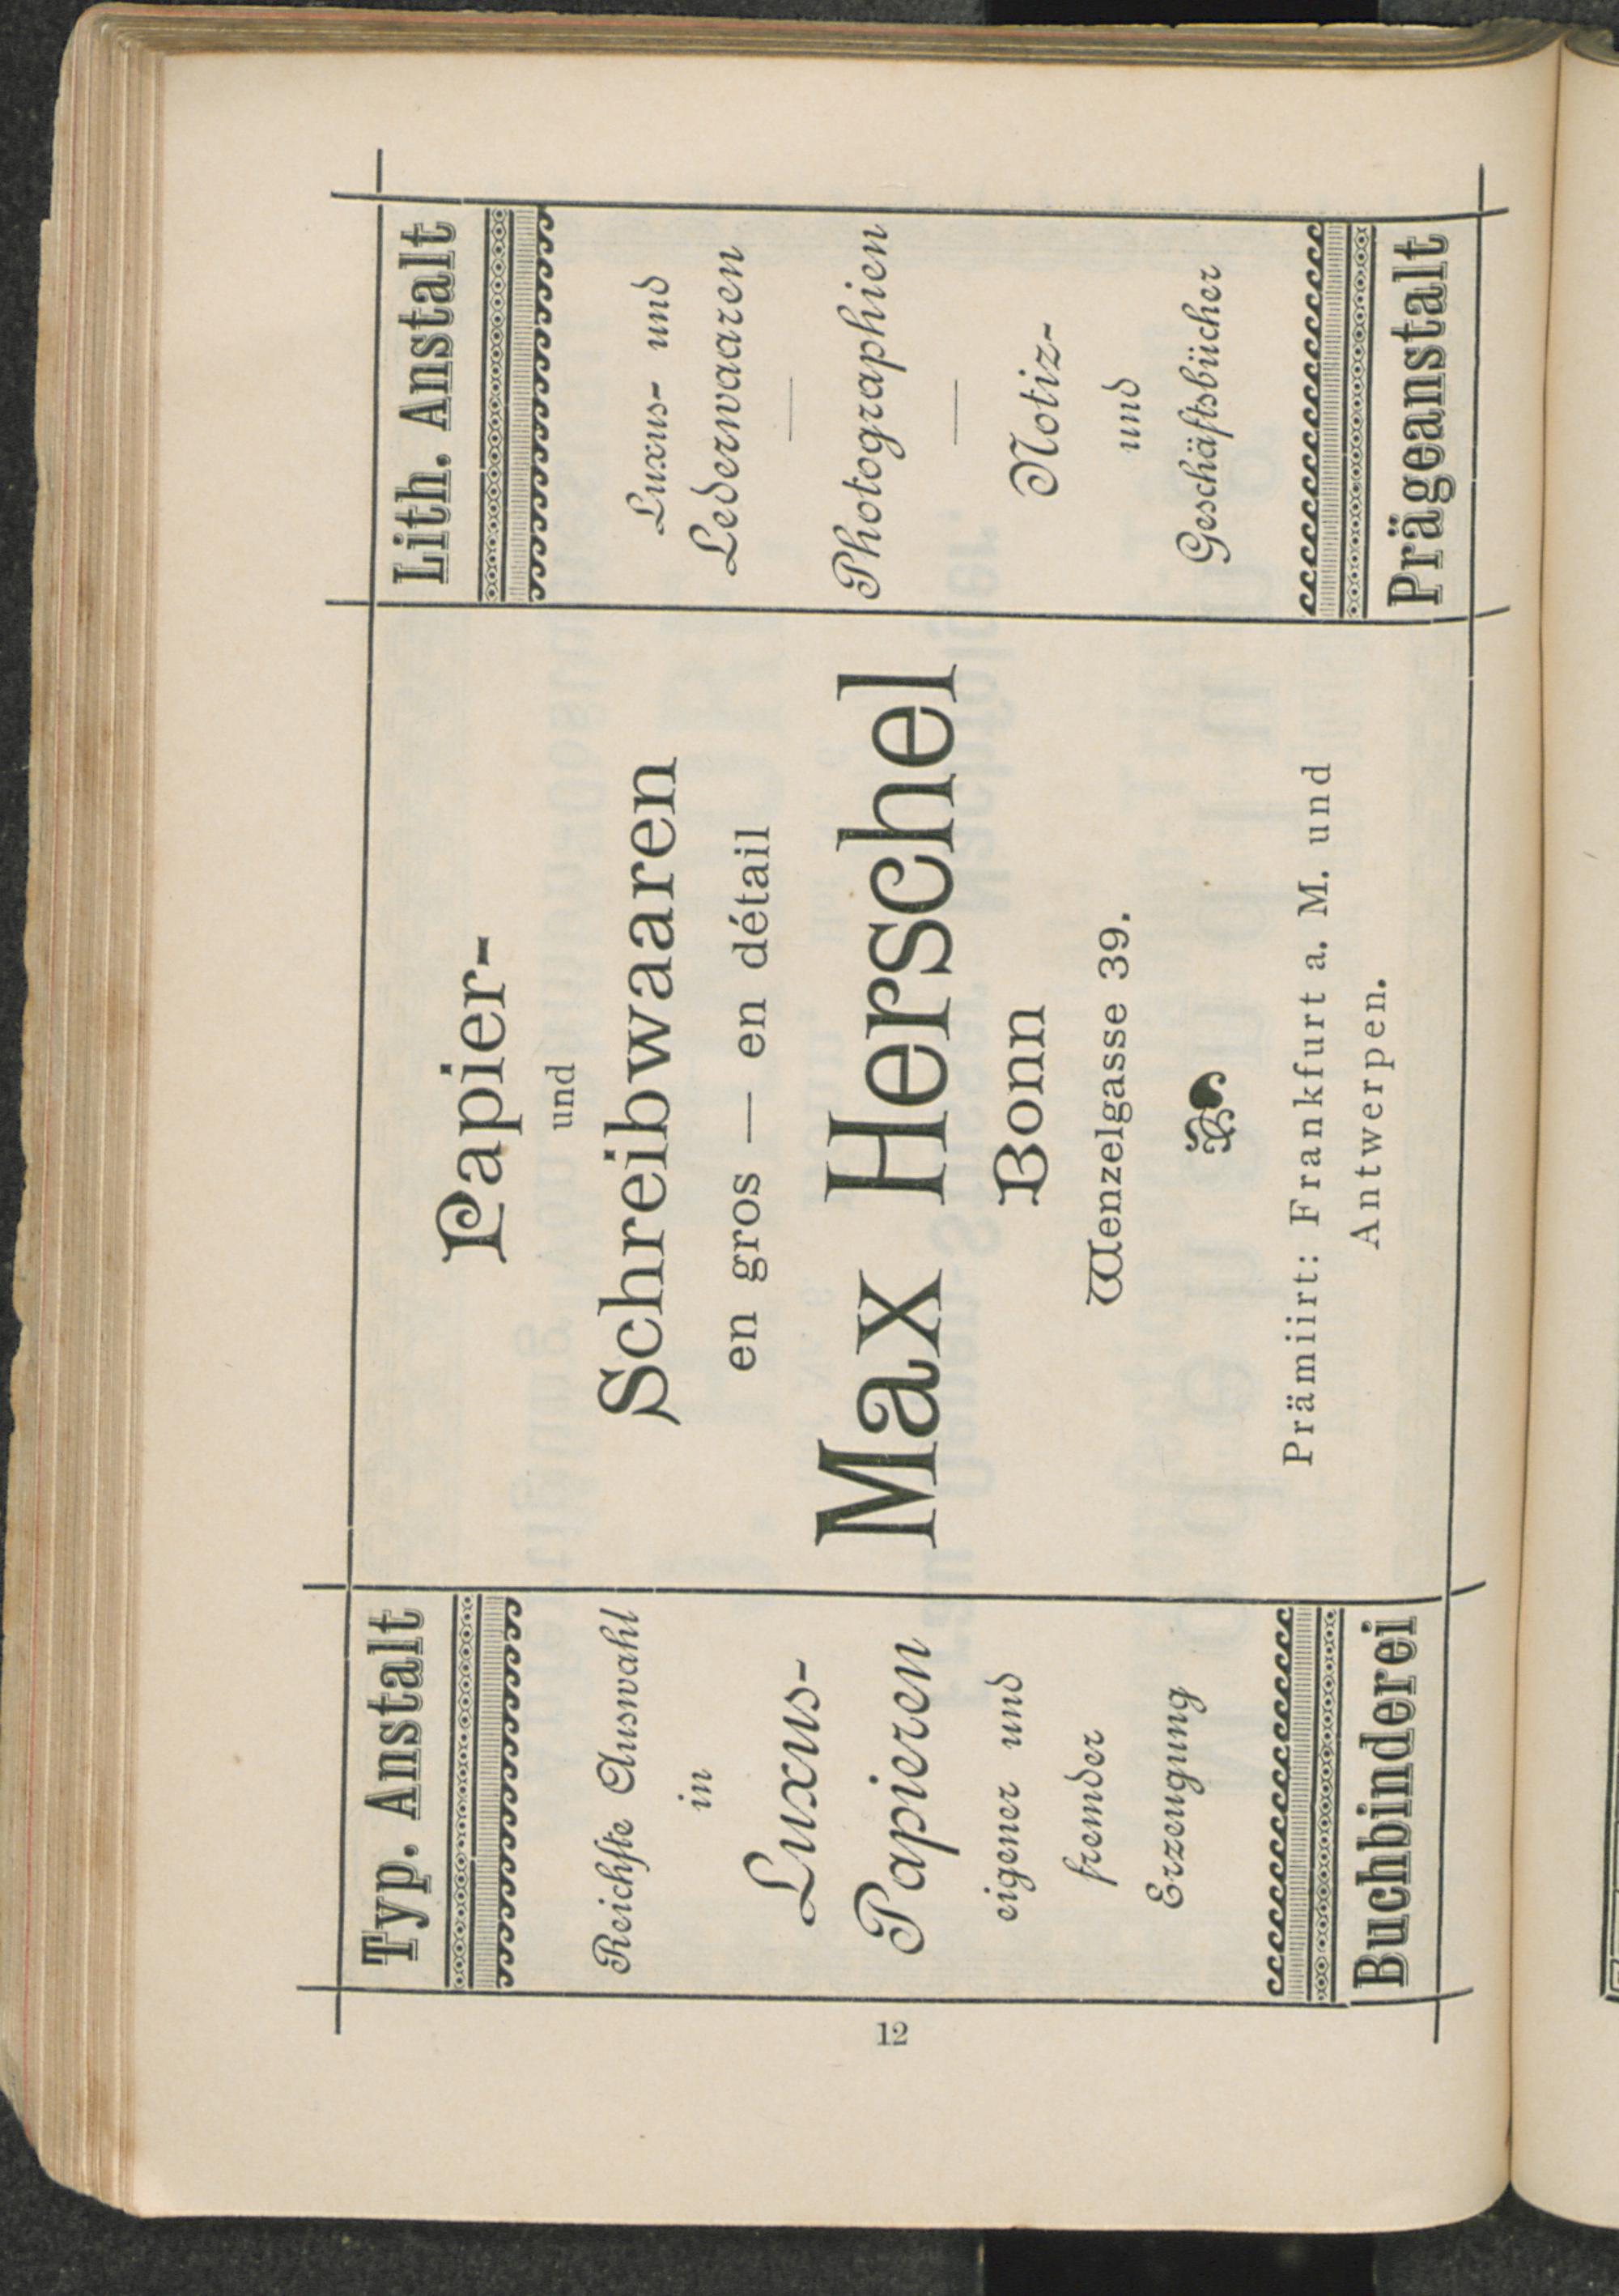 Typ. Anstalt
Reichste Auswahl
in
Luxus-
Papieren
eigener und
fremder
Erzeugung
Buchbinderei
Papier-
und
Schreibwaaren
en gros — en détail
Max Herschel
Bonn
Wenzelgasse 39.
Prämiirt: Frankfurt a. M. und
Antwerpen.
Lith. Anstalt
Luxus- und
Lederwaaren
Photographien
Notiz-
und
Geschäftsbücher
Prägeanstalt
12